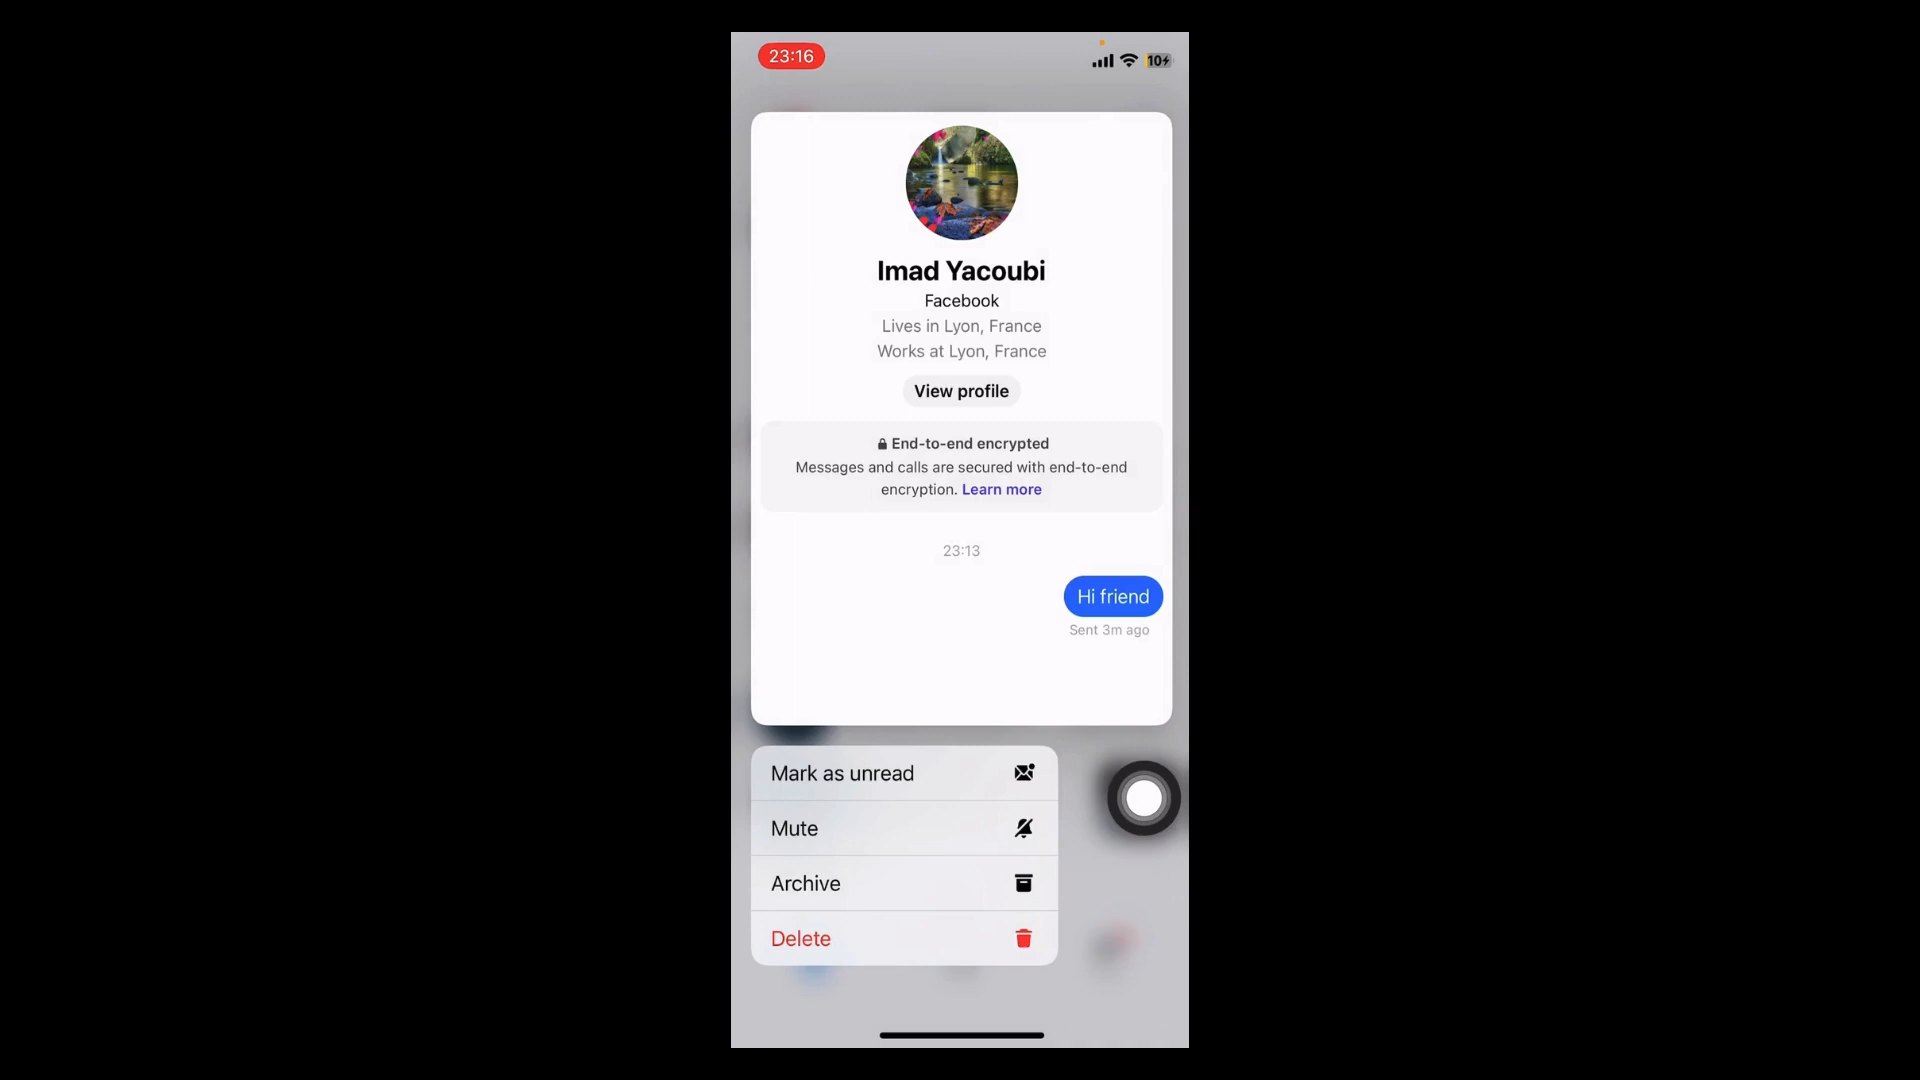 23:16
10
Imad Yacoubi
Facebook
Lives in Lyon, France
Works at Lyon, France
View profile
End-to-end encrypted
Messages and calls are secured with end-to-end
encryption. Learn more
23:13
Hi friend
Sent 3m ago
Mark as unread
Mute
Archive
Delete